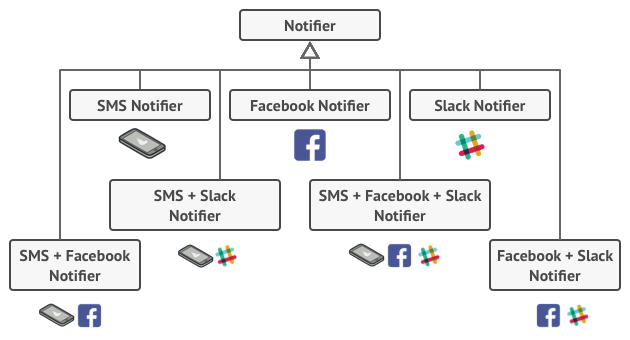 Notifier
SMS Notifier
Facebook Notifier
Slack Notifier
SMS + Slack
Notifier
SMS + Facebook + Slack
Notifier
SMS + Facebook
Notifier
Facebook + Slack
Notifier